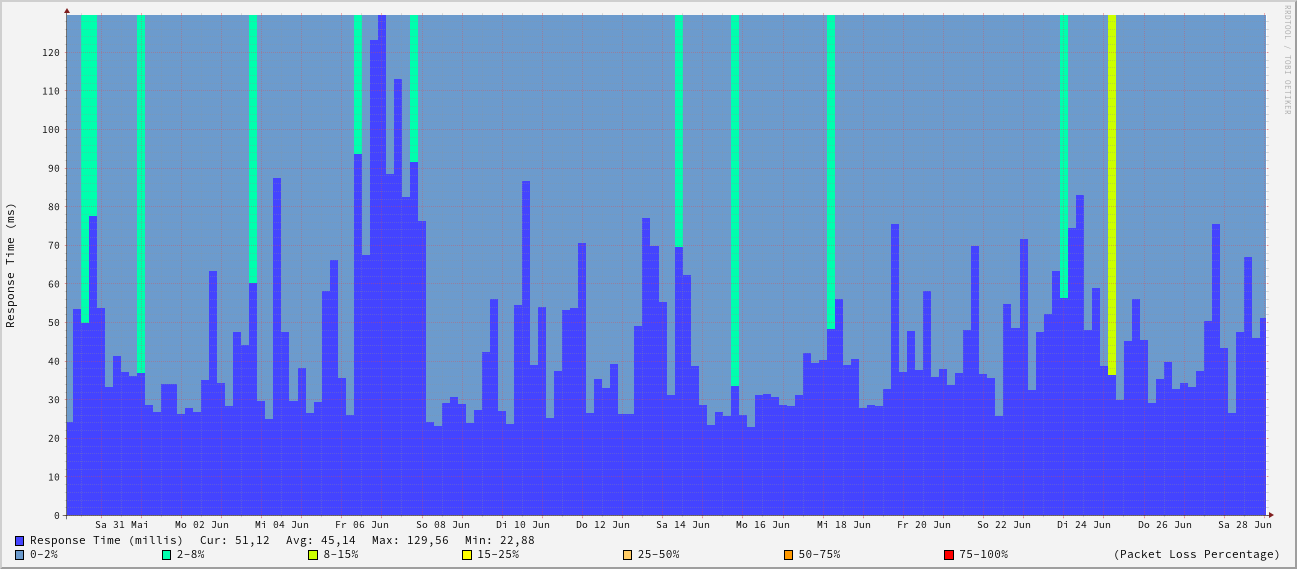 RRDTOOL / TOBI OETIKER
Response Time (ms)
120
110
100
90
80
70
60
50
40
30
20
10
0
Sa 31 Mai Mo 02 Jun Mi 04 Jun Fr 06 Jun So 08 Jun Di 10 Jun Do 12 Jun Sa 14 Jun Mo 16 Jun Mi 18 Jun Fr 20 Jun So 22 Jun Di 24 Jun Do 26 Jun Sa 28 Jun
Response Time (millis) Cur: 51,12 Avg: 45,14 Max: 129,56 Min: 22,88
0-2% 2-8% 8-15% 15-25% 25-50% 50-75% 75-100% (Packet Loss Percentage)